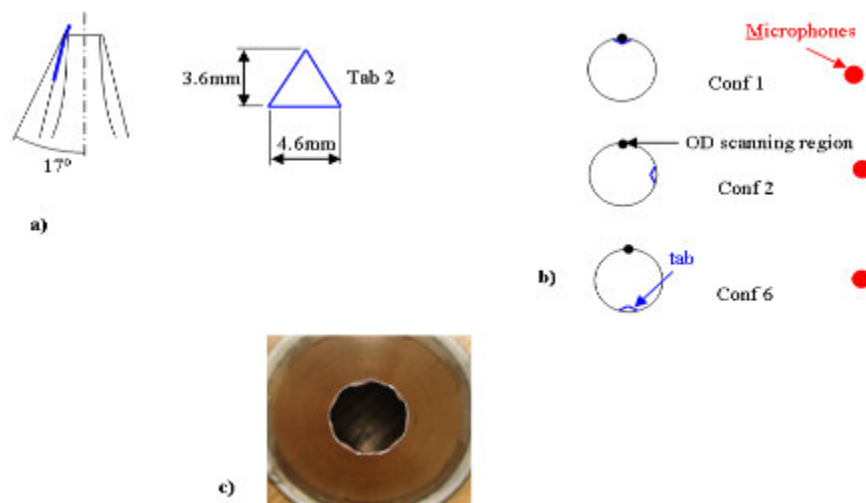 17°
a)
3.6mm
Tab 2
4.6mm
Microphones
Conf 1
OD scanning region
Conf 2
b)
tab
Conf 6
c)